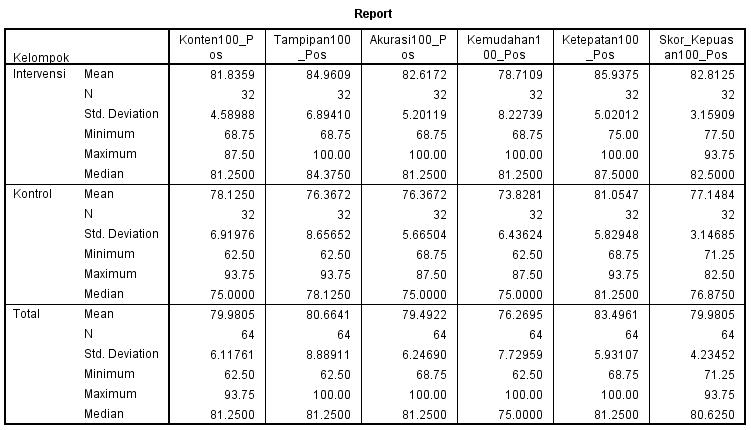 Report
Kelompok Konten100_Pos Tampipan100_Pos Akurasi100_Pos Kemudahan100_Pos Ketepatan100_Pos Skor_Kepuasan100_Pos
Intervensi Mean 81.8359 84.9609 82.6172 78.7109 85.9375 82.8125
N 32 32 32 32 32 32
Std. Deviation 4.58988 6.89410 5.20119 8.22739 5.02012 3.15909
Minimum 68.75 68.75 68.75 68.75 75.00 77.50
Maximum 87.50 100.00 100.00 100.00 100.00 93.75
Median 81.2500 84.3750 81.2500 81.2500 87.5000 82.5000
Kontrol Mean 78.1250 76.3672 76.3672 73.8281 81.0547 77.1484
N 32 32 32 32 32 32
Std. Deviation 6.91976 8.65652 5.66504 6.43624 5.82948 3.14685
Minimum 62.50 62.50 68.75 62.50 68.75 71.25
Maximum 93.75 93.75 87.50 87.50 93.75 82.50
Median 75.0000 78.1250 75.0000 75.0000 81.2500 76.8750
Total Mean 79.9805 80.6641 79.4922 76.2695 83.4961 79.9805
N 64 64 64 64 64 64
Std. Deviation 6.11761 8.88911 6.24690 7.72959 5.93107 4.23452
Minimum 62.50 62.50 68.75 62.50 68.75 71.25
Maximum 93.75 100.00 100.00 100.00 100.00 93.75
Median 81.2500 81.2500 81.2500 75.0000 81.2500 80.6250